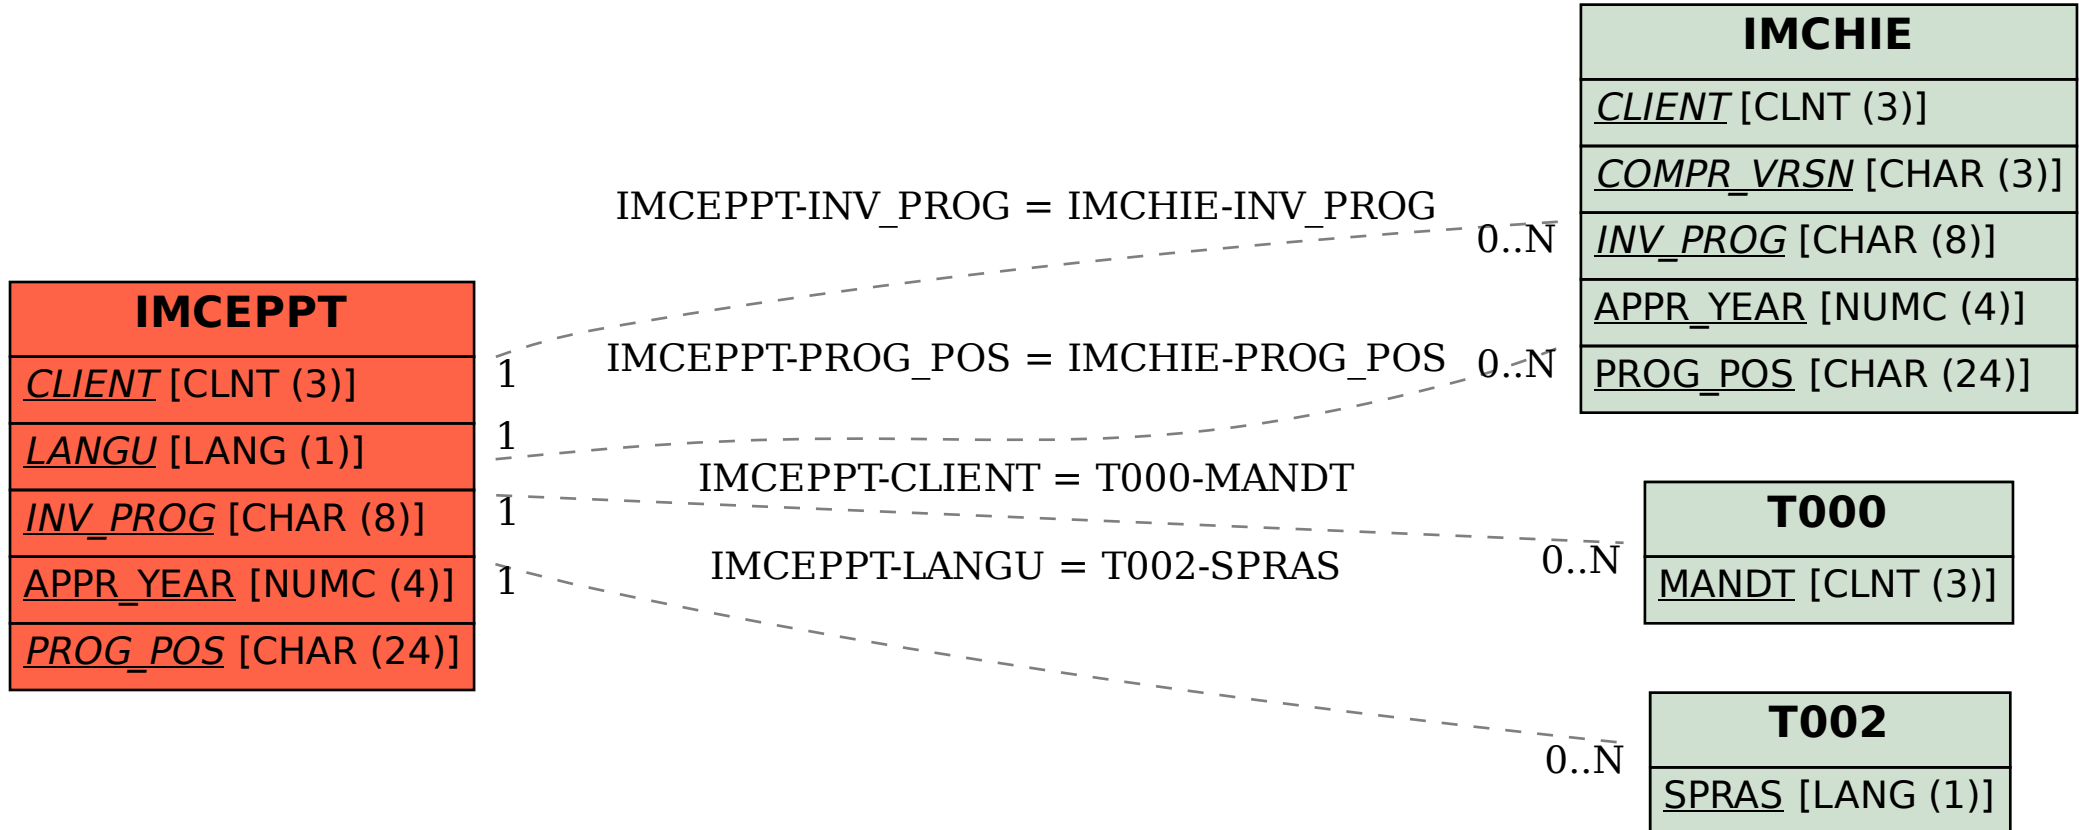 IMCEPPT
CLIENT [CLNT (3)]
LANGU [LANG (1)]
INV_PROG [CHAR (8)]
APPR_YEAR [NUMC (4)]
PROG_POS [CHAR (24)]
IMCEPPT-INV_PROG = IMCHIE-INV_PROG
0..N
1
IMCEPPT-PROG_POS = IMCHIE-PROG_POS
0..N
1
IMCEPPT-CLIENT = T000-MANDT
0..N
1
IMCEPPT-LANGU = T002-SPRAS
0..N
1
IMCHIE
CLIENT [CLNT (3)]
COMPR_VRSN [CHAR (3)]
INV_PROG [CHAR (8)]
APPR_YEAR [NUMC (4)]
PROG_POS [CHAR (24)]
T000
MANDT [CLNT (3)]
T002
SPRAS [LANG (1)]